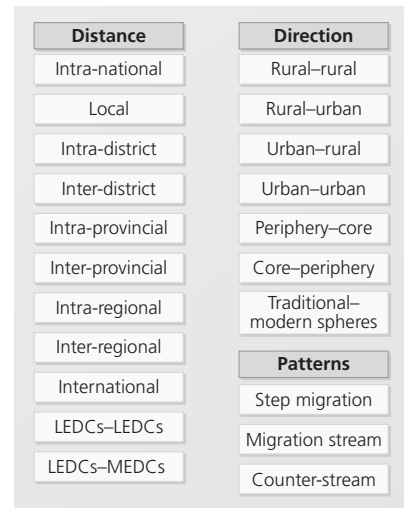 Distance
Intra-national
Local
Intra-district
Inter-district
Intra-provincial
Inter-provincial
Intra-regional
Inter-regional
International
LEDCs–LEDCs
LEDCs–MEDCs
Direction
Rural–rural
Rural–urban
Urban–rural
Urban–urban
Periphery–core
Core–periphery
Traditional–
modern spheres
Patterns
Step migration
Migration stream
Counter-stream